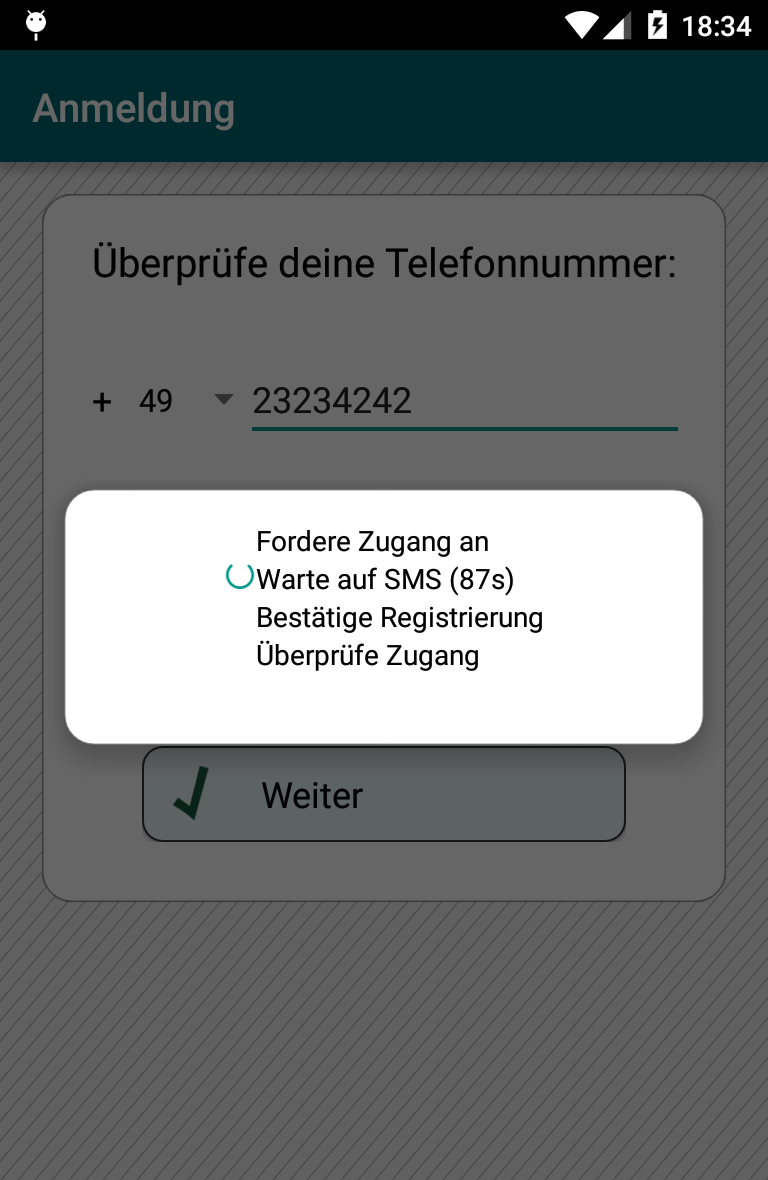 18:34
Anmeldung
Überprüfe deine Telefonnummer:
+ 49 23234242
Fordere Zugang an
Warte auf SMS (87s)
Bestätige Registrierung
Überprüfe Zugang
Weiter